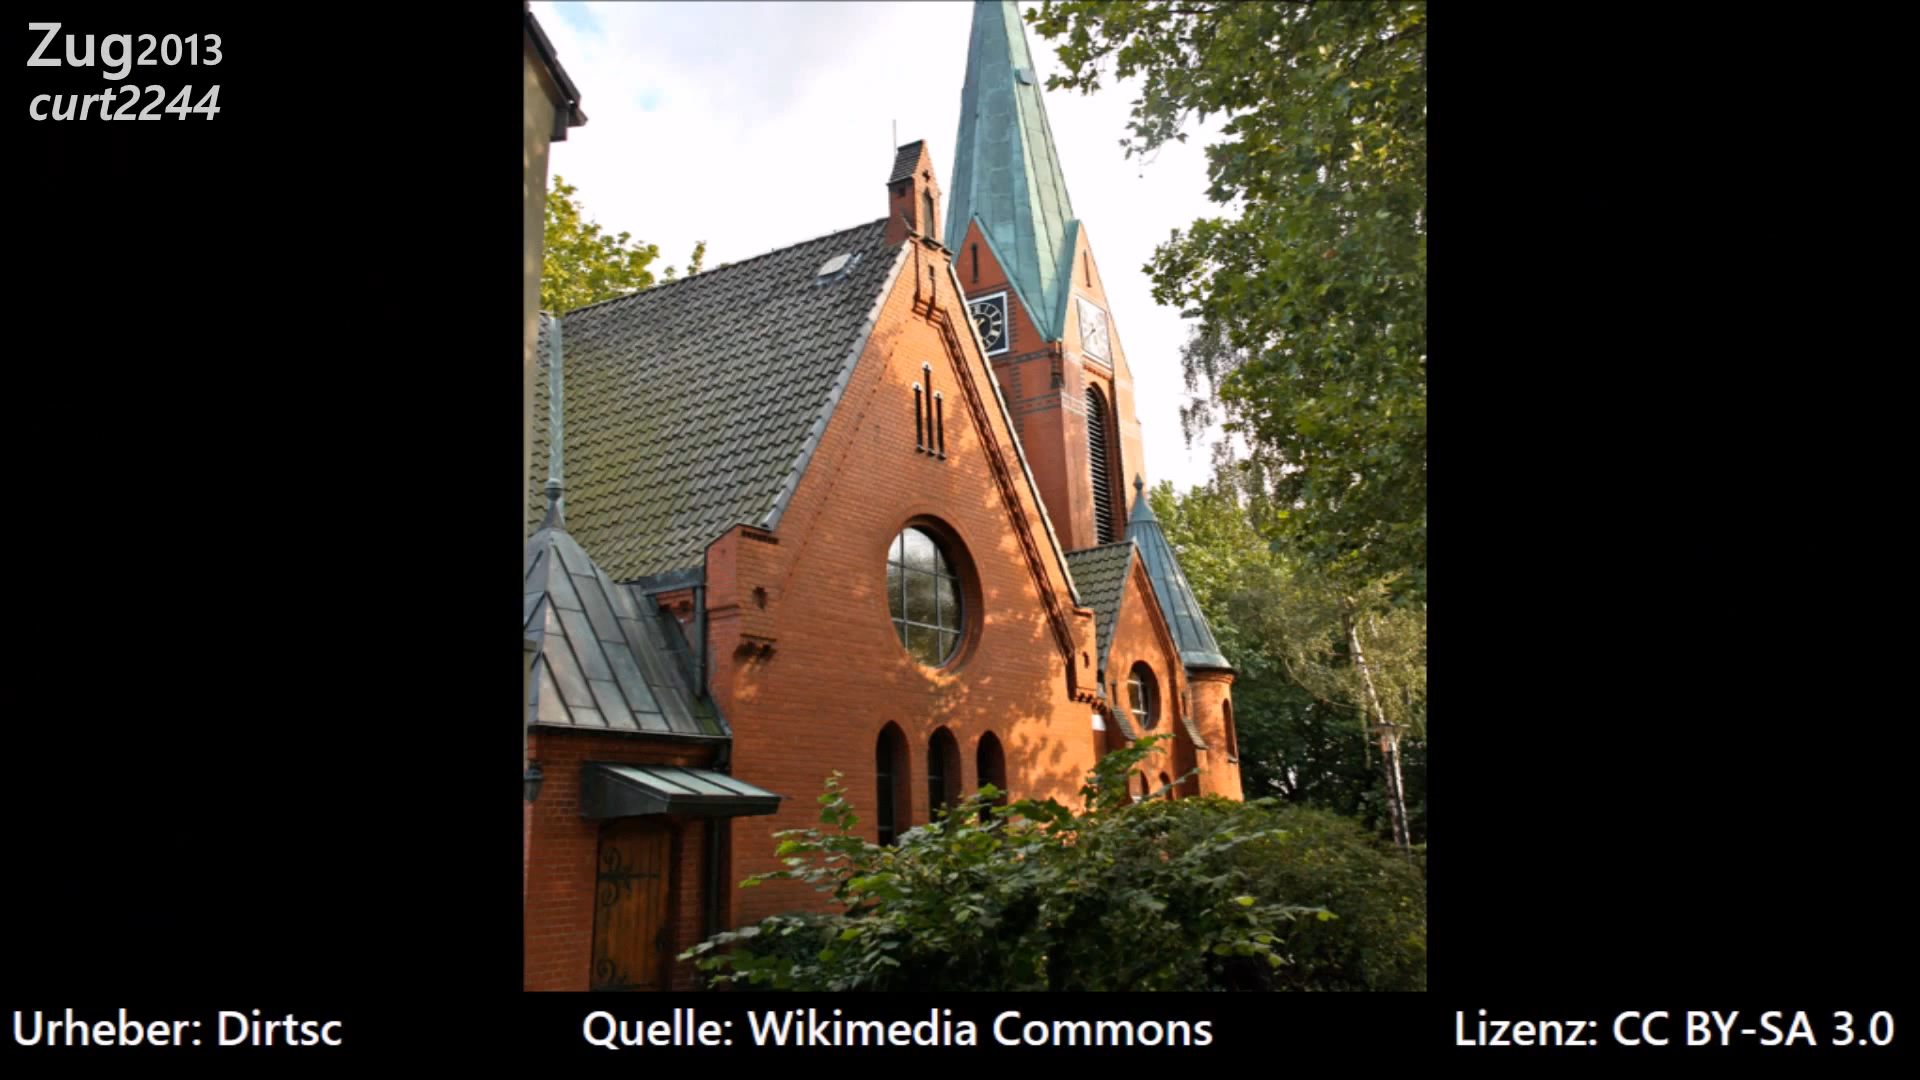 Zug2013
curt2244
Urheber: Dirtsc
Quelle: Wikimedia Commons
Lizenz: CC BY-SA 3.0